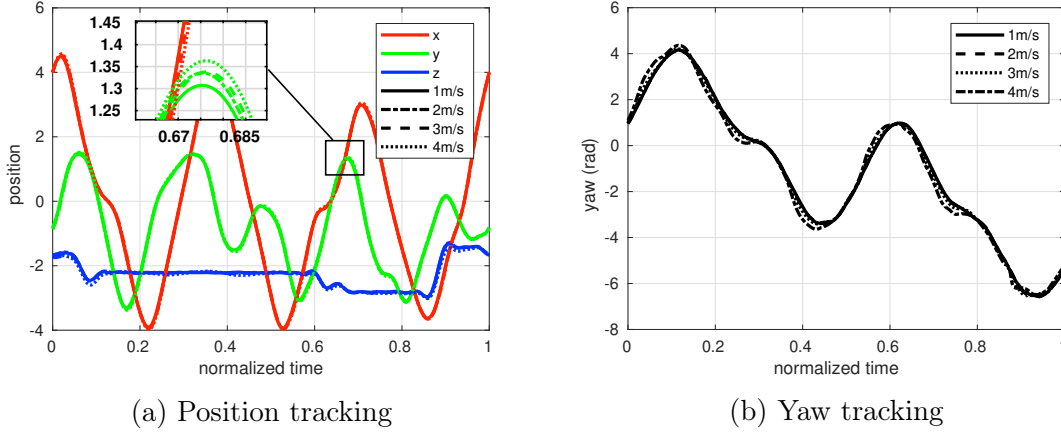 6
4
2
0
-2
-4
0
0.2
0.4
0.6
0.8
1
position
normalized time
1.45
1.4
1.35
1.3
1.25
0.67
0.685
x
y
z
1m/s
2m/s
3m/s
4m/s
(a) Position tracking
6
4
2
0
-2
-4
-6
-8
0
0.2
0.4
0.6
0.8
1
yaw (rad)
normalized time
1m/s
2m/s
3m/s
4m/s
(b) Yaw tracking